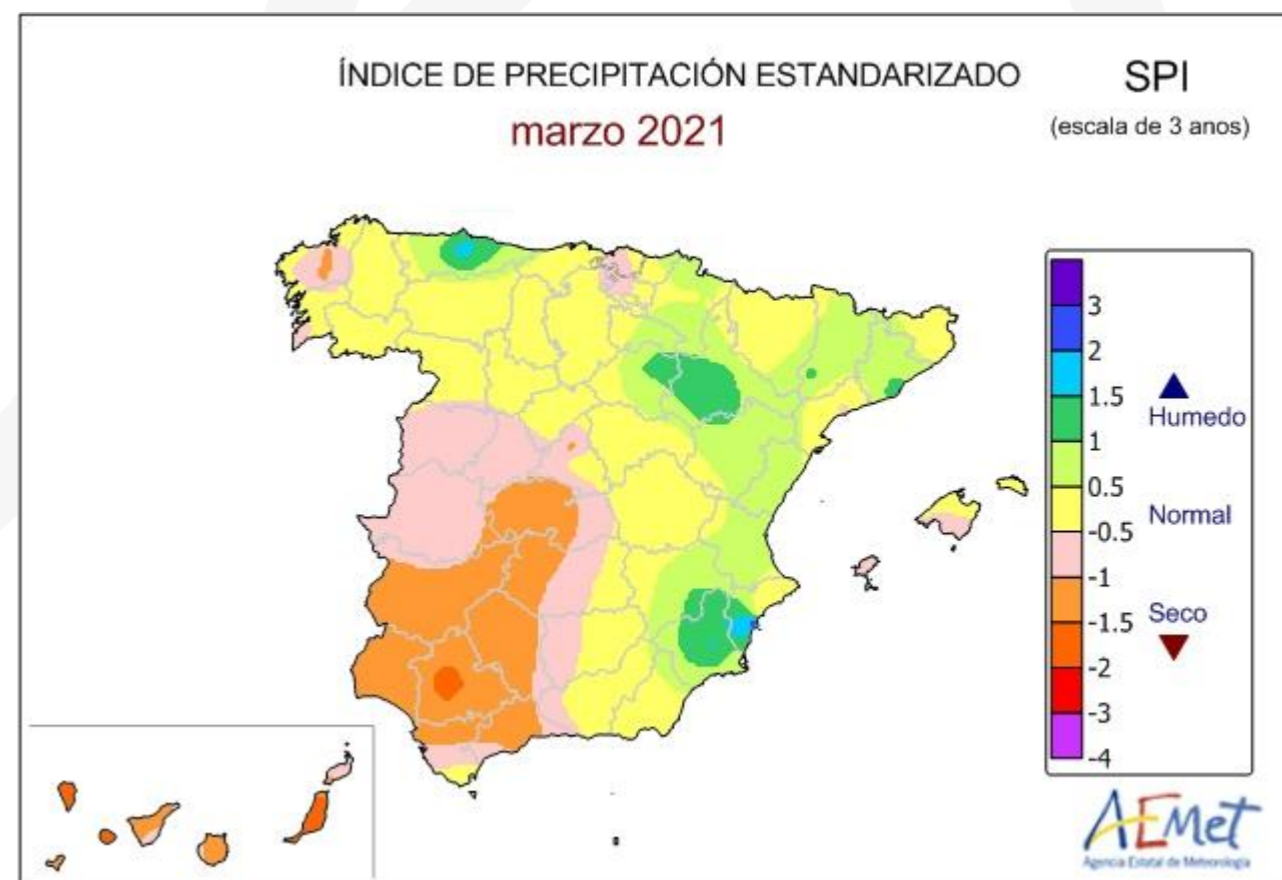 ÍNDICE DE PRECIPITACIÓN ESTANDARIZADO
marzo 2021
SPI
(escala de 3 anos)
3
2
1.5
1
0.5
-0.5
-1
-1.5
-2
-3
-4
Humedo
Normal
Seco
AEMet
Agencia Estatal de Meteorología